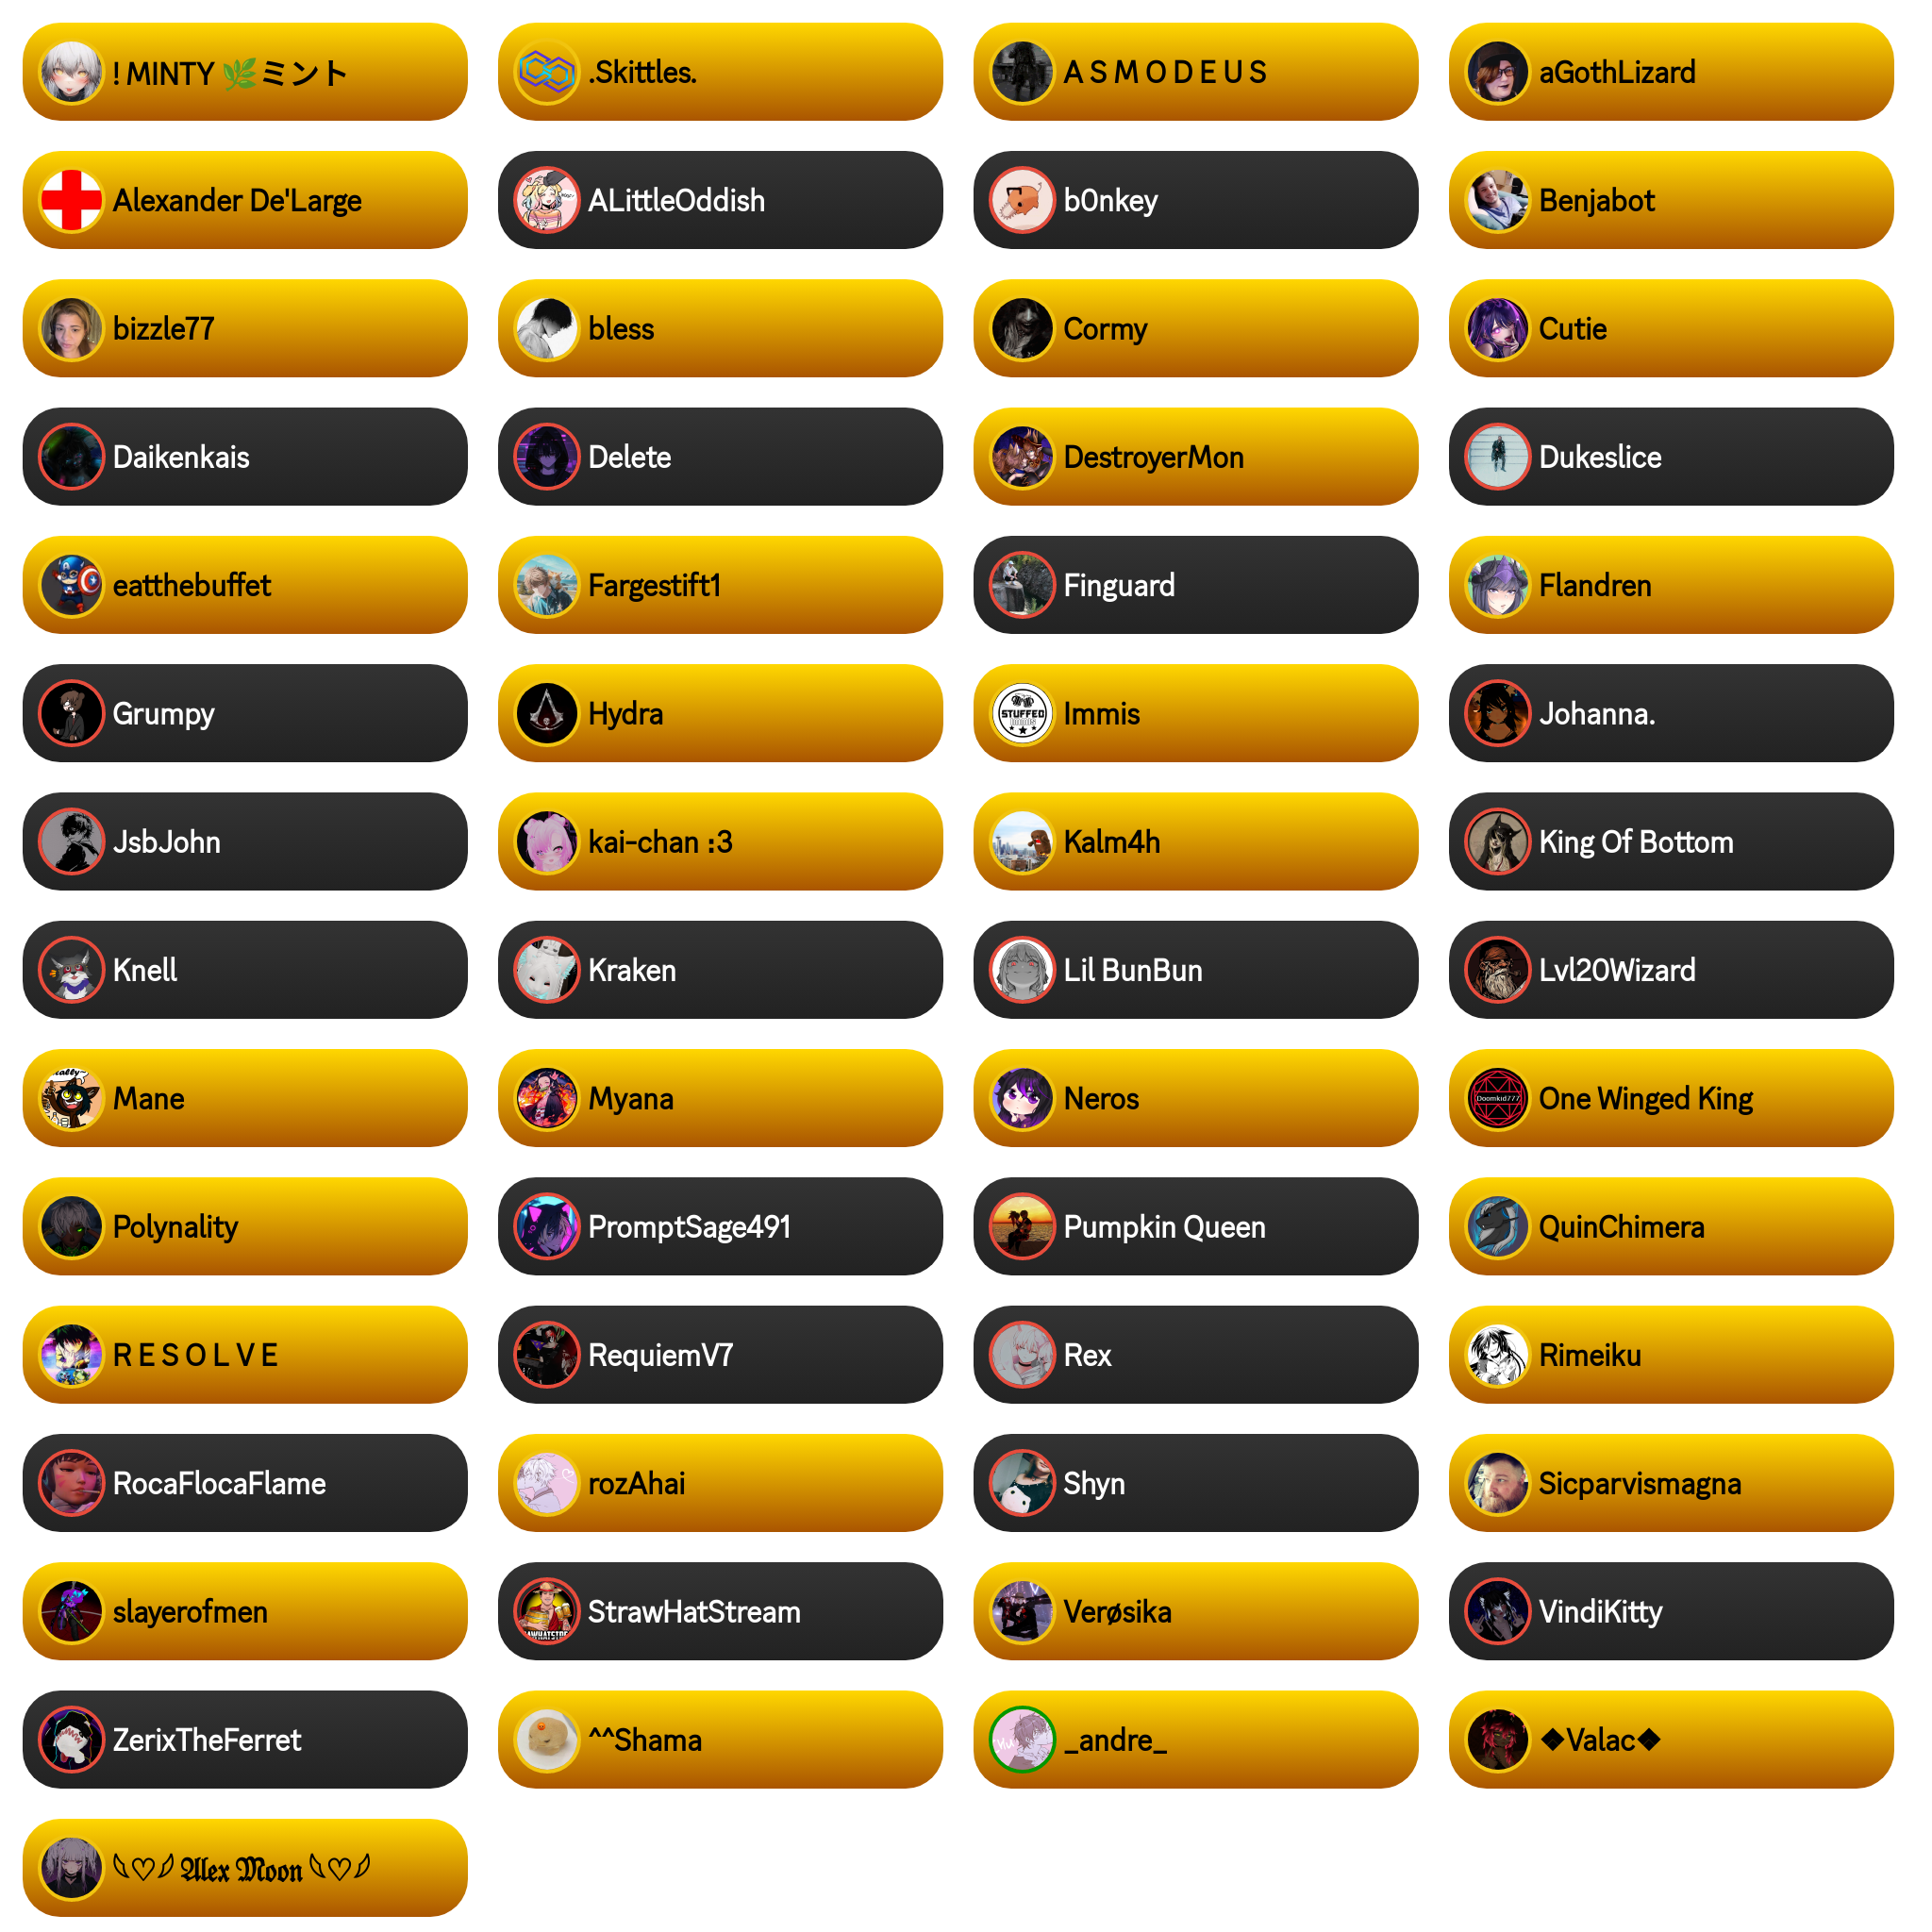 ! MINTY 🌿ミント
.Skittles.
A S M O D E U S
aGothLizard
Alexander De'Large
ALittleOddish
b0nkey
Benjabot
bizzle77
bless
Cormy
Cutie
Daikenkais
Delete
DestroyerMon
Dukeslice
eatthebuffet
Fargestift1
Finguard
Flandren
Grumpy
Hydra
STUFFED
Immis
Johanna.
JsbJohn
kai-chan :3
Kalm4h
King Of Bottom
Knell
Kraken
Lil BunBun
Lvl20Wizard
Mane
Myana
Neros
Doomkid777
One Winged King
Polynality
PromptSage491
Pumpkin Queen
QuinChimera
R E S O L V E
RequiemV7
Rex
Rimeiku
RocaFlocaFlame
rozAhai
Shyn
Sicparvismagna
slayerofmen
StrawHatStream
Verøsika
VindiKitty
ZerixTheFerret
^^Shama
_andre_
❖Valac❖
𓆩♡𓆪 𝕬𝖑𝖊𝖝 𝕸𝖔𝖔𝖓 𓆩♡𓆪